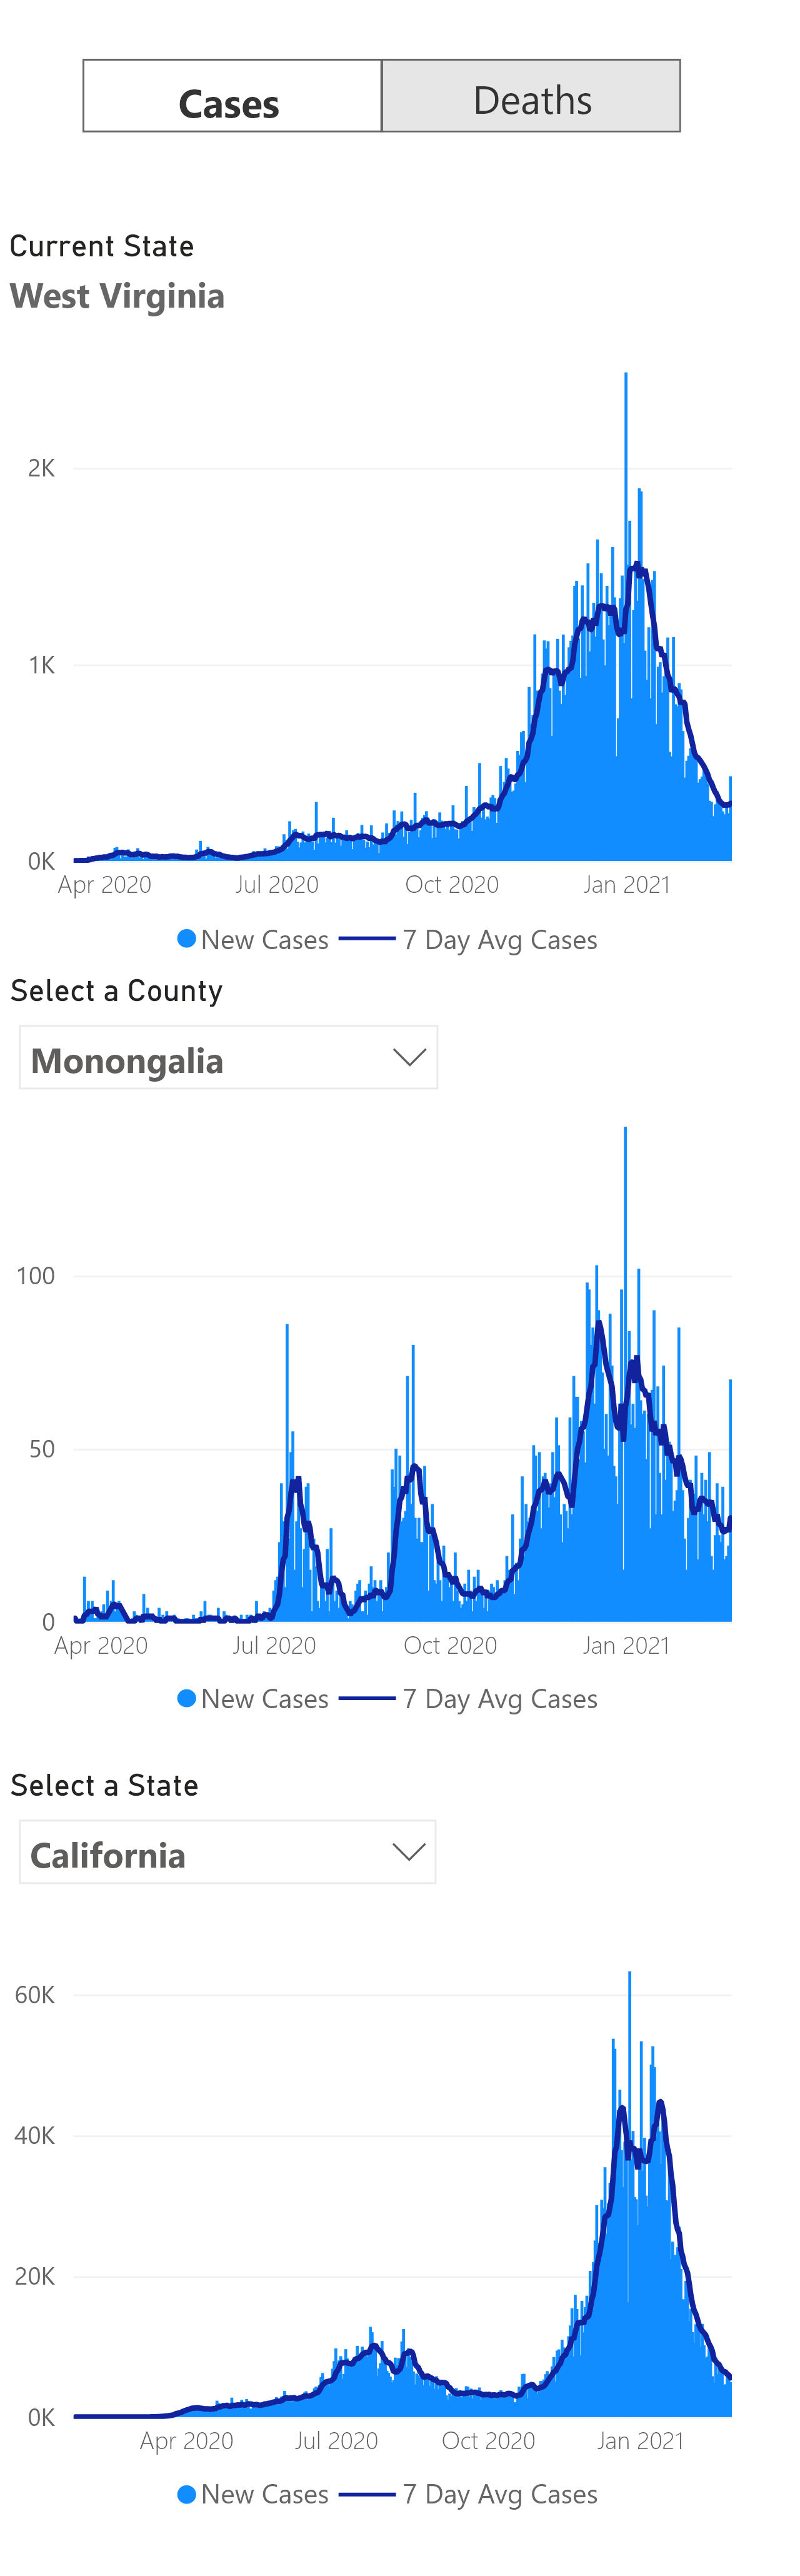 Cases Deaths
Current State
West Virginia
2K
1K
0K
Apr 2020 Jul 2020 Oct 2020 Jan 2021
New Cases 7 Day Avg Cases
Select a County
Monongalia
100
50
0
Apr 2020 Jul 2020 Oct 2020 Jan 2021
New Cases 7 Day Avg Cases
Select a State
California
60K
40K
20K
0K
Apr 2020 Jul 2020 Oct 2020 Jan 2021
New Cases 7 Day Avg Cases